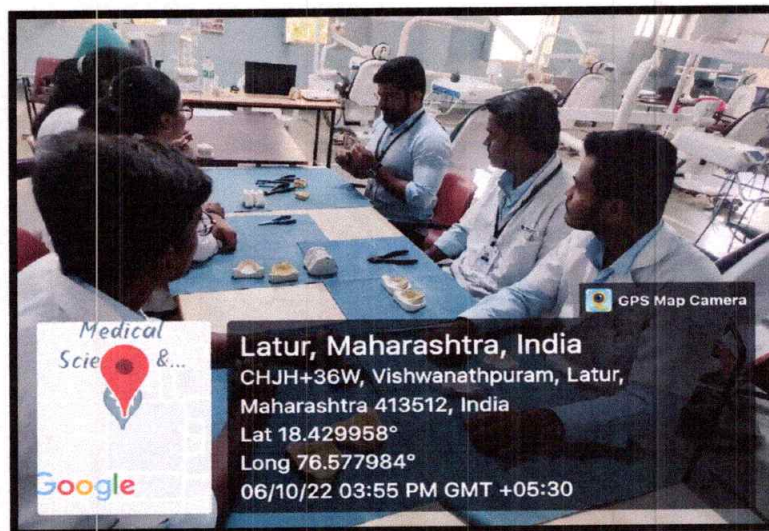 GPS Map Camera
Medical
Scie &...
Google
Latur, Maharashtra, India
CHJH+36W, Vishwanathpuram, Latur,
Maharashtra 413512, India
Lat 18.429958°
Long 76.577984°
06/10/22 03:55 PM GMT +05:30